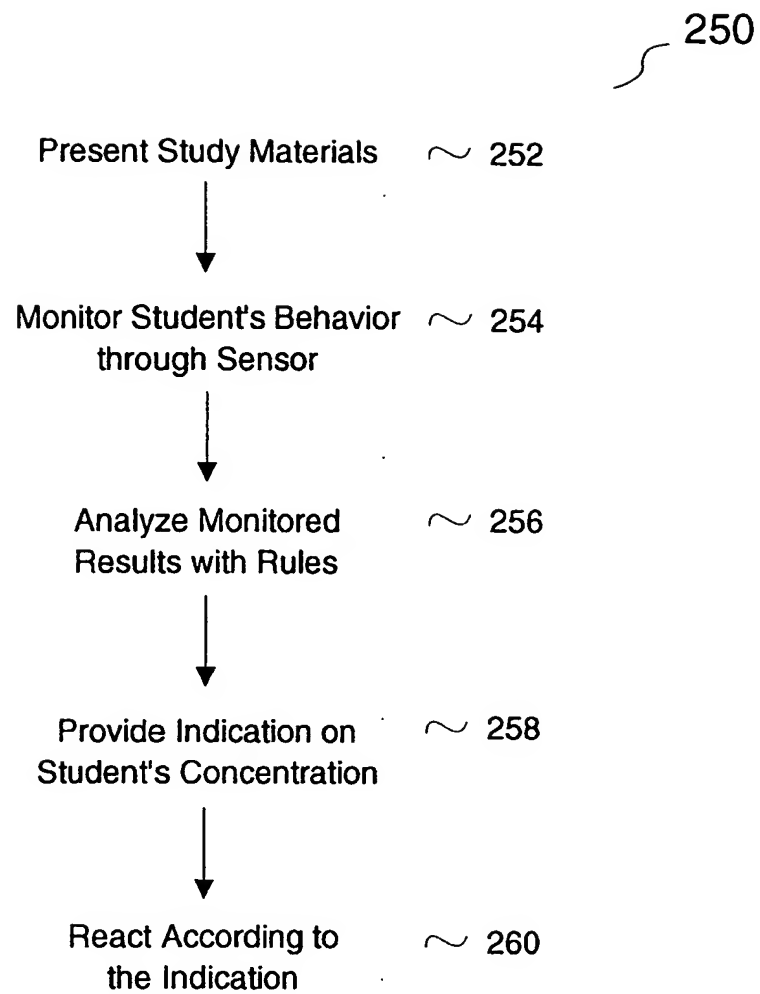 250
Present Study Materials 252
Monitor Student's Behavior 254
through Sensor
Analyze Monitored 256
Results with Rules
Provide Indication on 258
Student's Concentration
React According to 260
the Indication